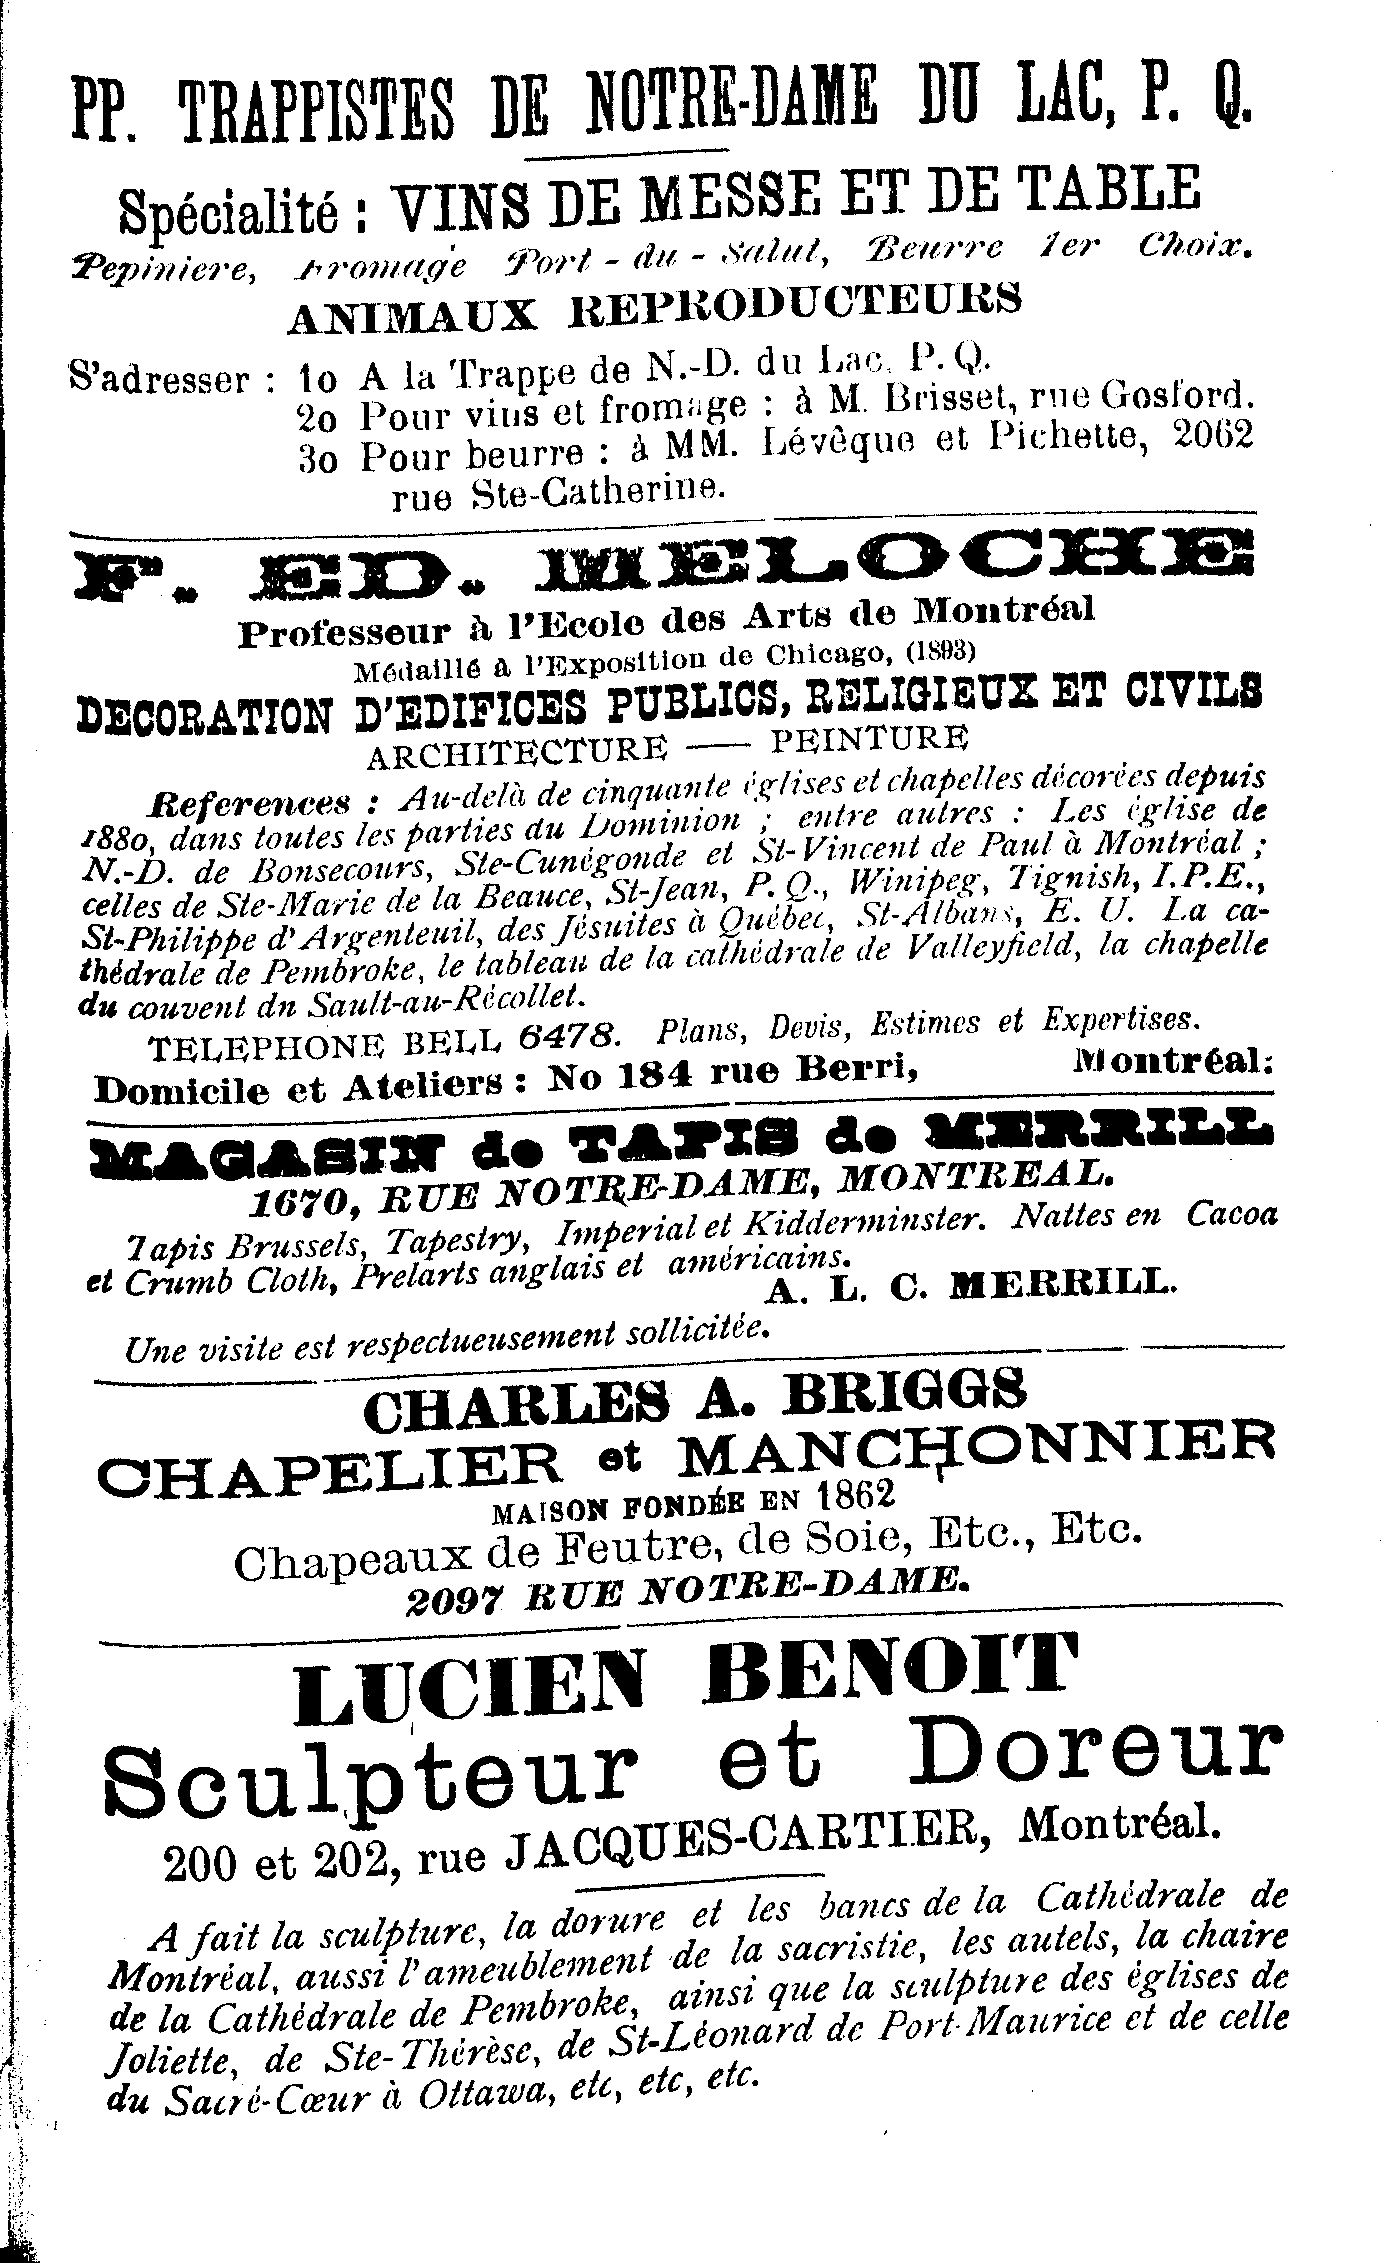 PP. TRAPPISTES DE NOTRE-DAME DU LAC, P. Q.
Spécialité : VINS DE MESSE ET DE TABLE
Pepiniere, Fromage Port-du-Salut, Beurre 1er Choix.
ANIMAUX REPRODUCTEURS
S'adresser : 1o A la Trappe de N.-D. du Lac, P. Q.
2o Pour vins et fromage : à M. Brisset, rue Gosford.
3o Pour beurre : à MM. Lévêque et Pichette, 2062
rue Ste-Catherine.
F. ED. MELOCHE
Professeur à l'Ecole des Arts de Montréal
Médaillé à l'Exposition de Chicago, (1893)
DECORATION D'EDIFICES PUBLICS, RELIGIEUX ET CIVILS
ARCHITECTURE — PEINTURE
References : Au-delà de cinquante églises et chapelles décorées depuis
1880, dans toutes les parties du Dominion ; entre autres : Les église de
N.-D. de Bonsecours, Ste-Cunégonde et St-Vincent de Paul à Montréal ;
celles de Ste-Marie de la Beauce, St-Jean, P. Q., Winipeg, Tignish, I.P.E.,
St-Philippe d'Argenteuil, des Jésuites à Québec, St-Albans, E. U. La ca-
thédrale de Pembroke, le tableau de la cathédrale de Valleyfield, la chapelle
du couvent dn Sault-au-Récollet.
TELEPHONE BELL 6478. Plans, Devis, Estimes et Expertises.
Domicile et Ateliers : No 184 rue Berri, Montréal:
MAGASIN de TAPIS de MERRILL
1670, RUE NOTRE-DAME, MONTREAL.
Tapis Brussels, Tapestry, Imperial et Kidderminster. Nattes en Cacoa
et Crumb Cloth, Prelarts anglais et américains.
A. L. C. MERRILL.
Une visite est respectueusement sollicitée.
CHARLES A. BRIGGS
CHAPELIER et MANCHONNIER
MAISON FONDÉE EN 1862
Chapeaux de Feutre, de Soie, Etc., Etc.
2097 RUE NOTRE-DAME.
LUCIEN BENOIT
Sculpteur et Doreur
200 et 202, rue JACQUES-CARTIER, Montréal.
A fait la sculpture, la dorure et les bancs de la Cathédrale de
Montréal, aussi l'ameublement de la sacristie, les autels, la chaire
de la Cathédrale de Pembroke, ainsi que la sculpture des églises de
Joliette, de Ste-Thérèse, de St-Léonard de Port-Maurice et de celle
du Sacré-Cœur à Ottawa, etc, etc, etc.